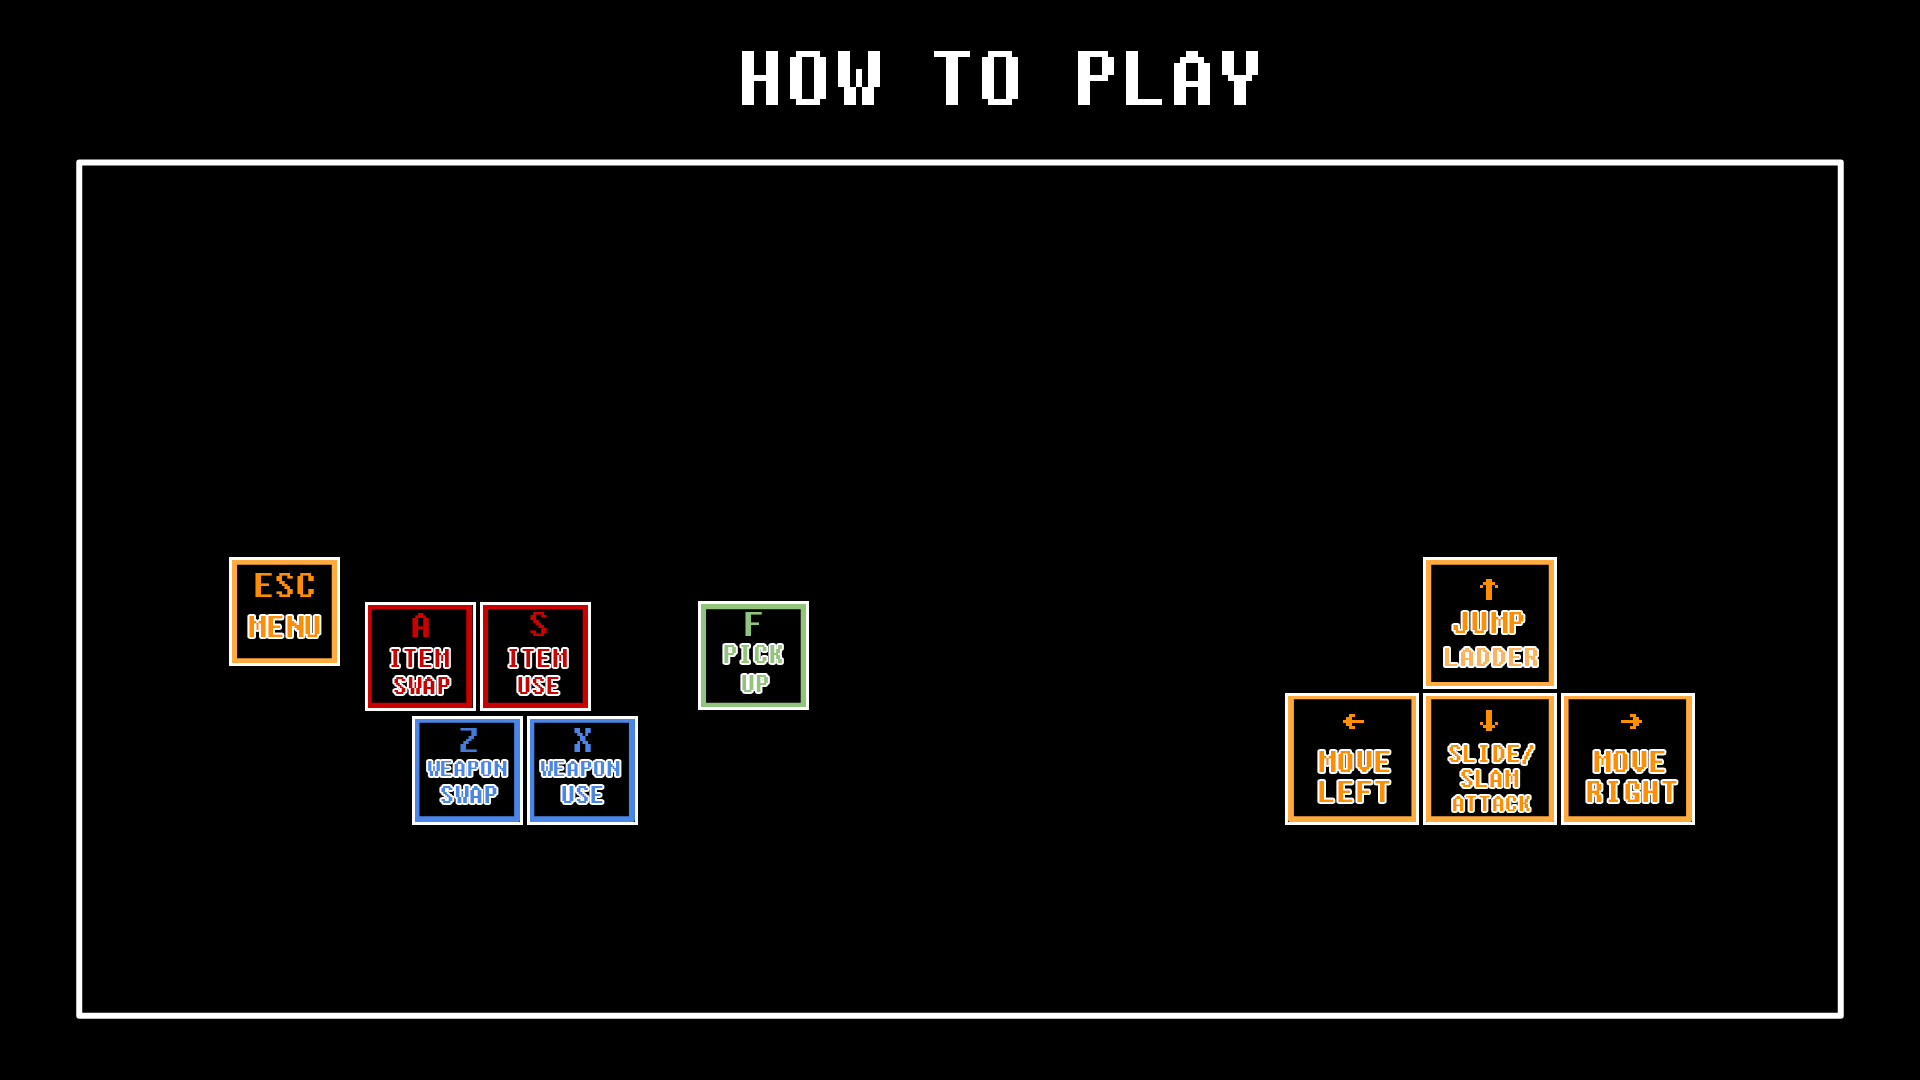 HOW TO PLAY
ESC
MENU
A
ITEM
SWAP
S
ITEM
USE
F
PICK
UP
Z
WEAPON
SWAP
X
WEAPON
USE
↑
JUMP
LADDER
←
MOVE
LEFT
↓
SLIDE/
SLAM
ATTACK
→
MOVE
RIGHT